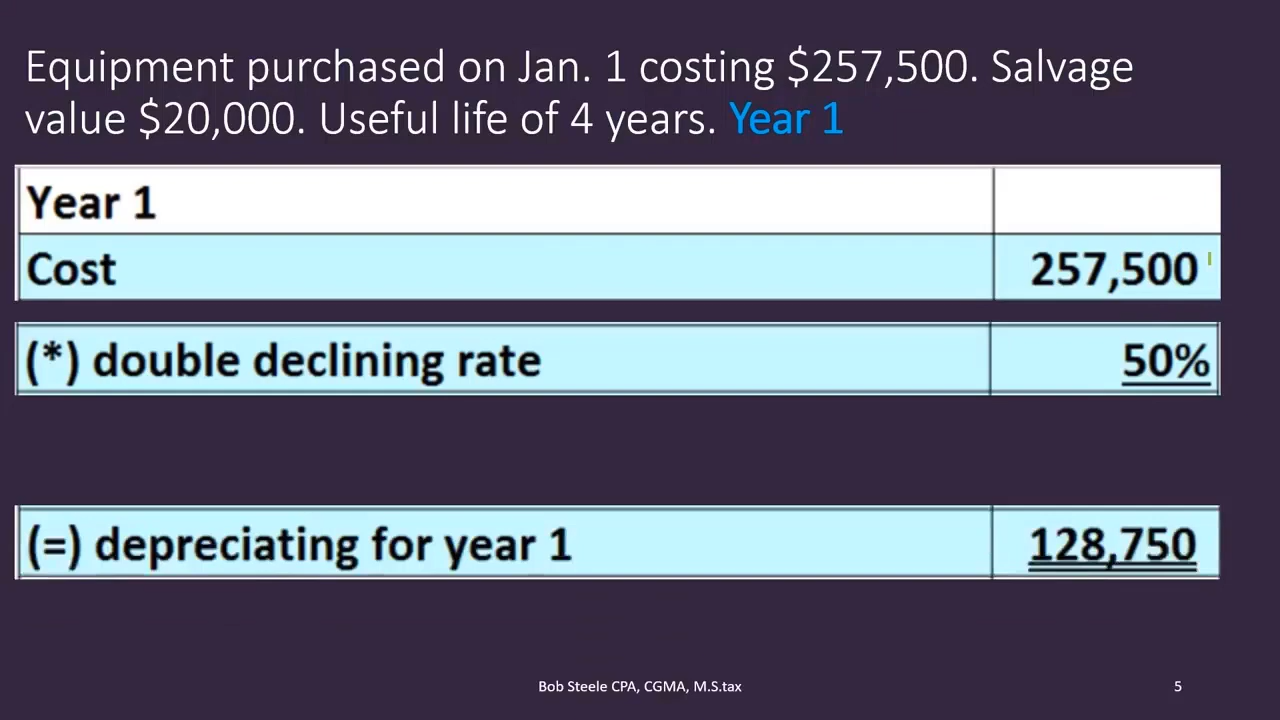 Equipment purchased on Jan. 1 costing $257,500. Salvage
value $20,000. Useful life of 4 years. Year 1
Year 1
Cost 257,500
(*) double declining rate 50%
(=) depreciating for year 1 128,750
Bob Steele CPA, CGMA, M.S.tax 5